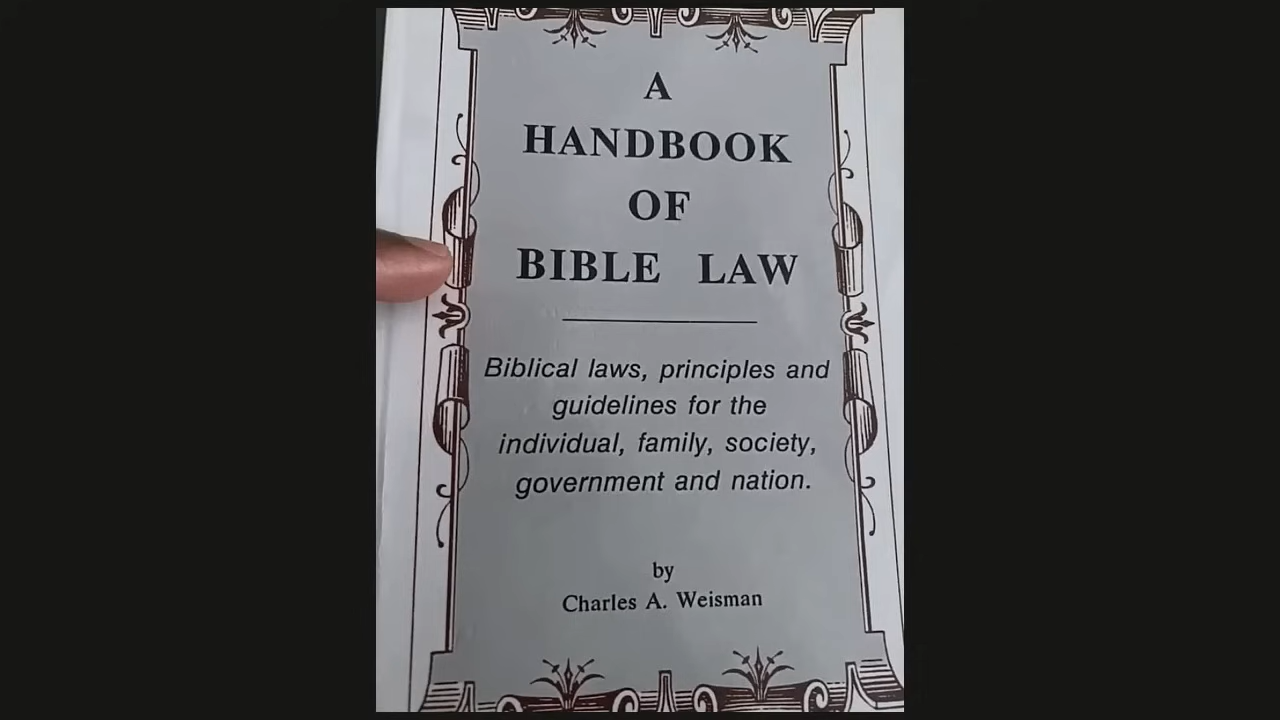 A
HANDBOOK
OF
BIBLE LAW
Biblical laws, principles and
guidelines for the
individual, family, society,
government and nation.
by
Charles A. Weisman